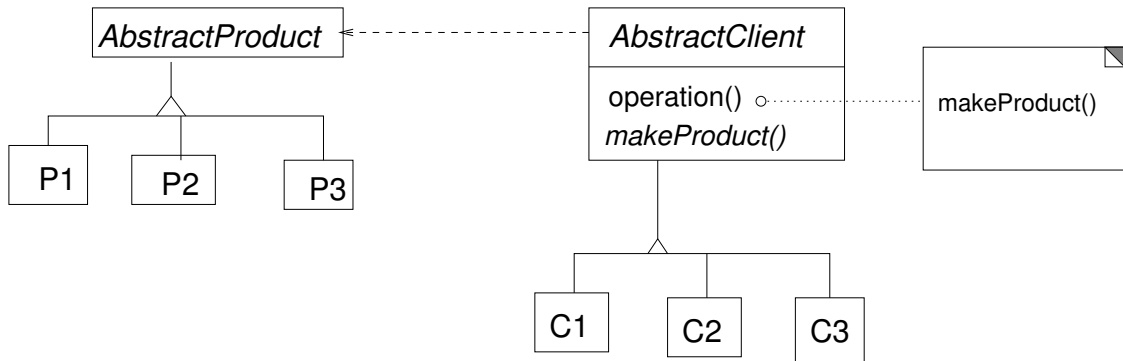 AbstractProduct
AbstractClient
operation()
makeProduct()
makeProduct()
P1
P2
P3
C1
C2
C3